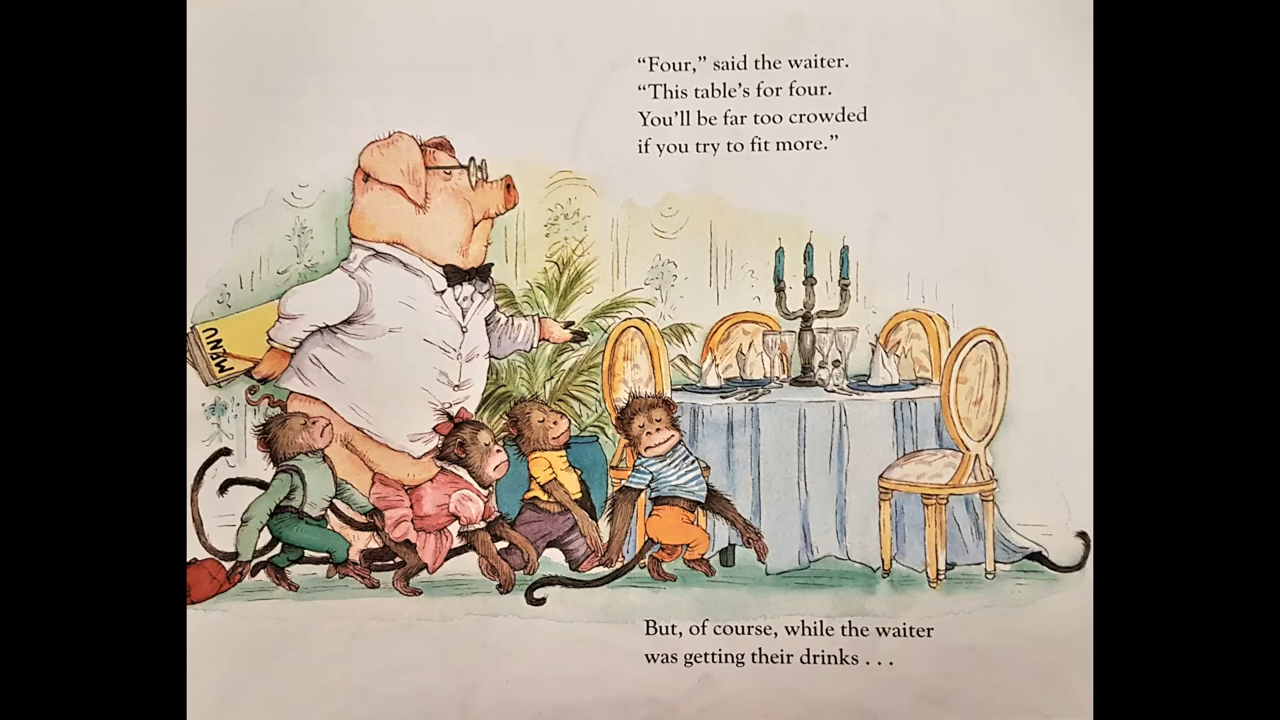 “Four,” said the waiter.
“This table’s for four.
You’ll be far too crowded
if you try to fit more.”
MENU
But, of course, while the waiter
was getting their drinks . . .